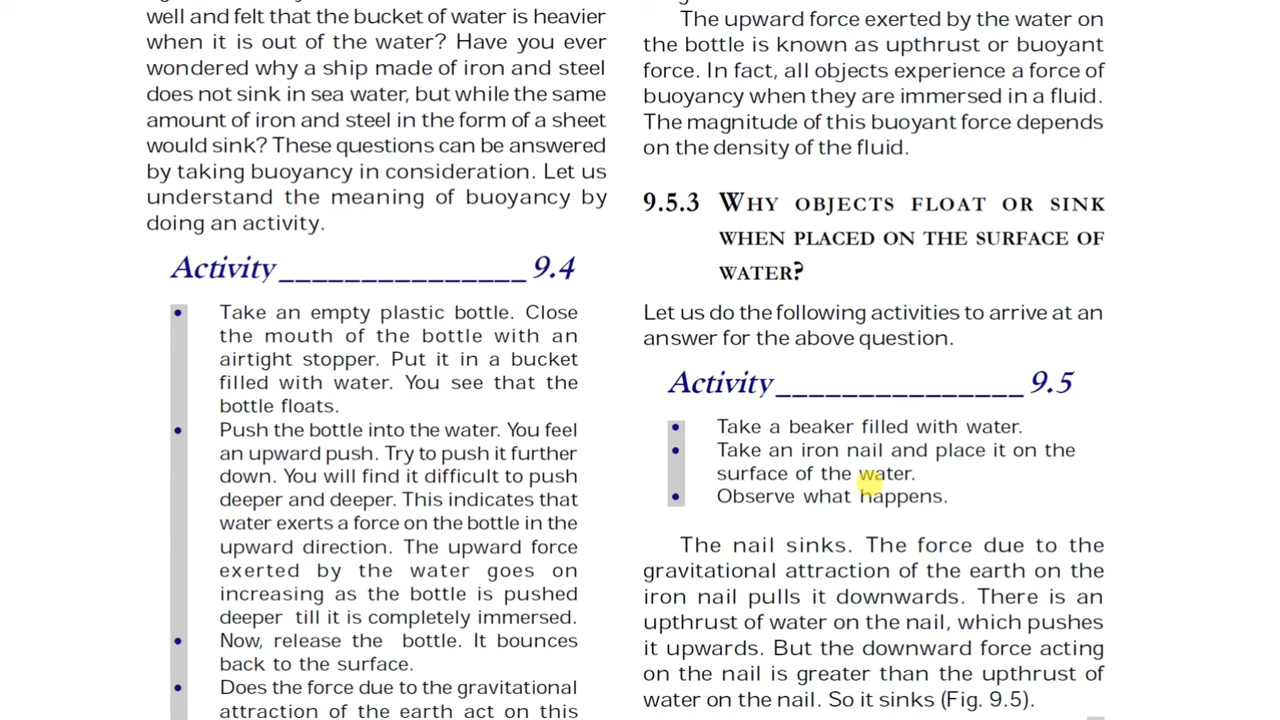 well and felt that the bucket of water is heavier
when it is out of the water? Have you ever
wondered why a ship made of iron and steel
does not sink in sea water, but while the same
amount of iron and steel in the form of a sheet
would sink? These questions can be answered
by taking buoyancy in consideration. Let us
understand the meaning of buoyancy by
doing an activity.
Activity_______________9.4
• Take an empty plastic bottle. Close
the mouth of the bottle with an
airtight stopper. Put it in a bucket
filled with water. You see that the
bottle floats.
• Push the bottle into the water. You feel
an upward push. Try to push it further
down. You will find it difficult to push
deeper and deeper. This indicates that
water exerts a force on the bottle in the
upward direction. The upward force
exerted by the water goes on
increasing as the bottle is pushed
deeper till it is completely immersed.
• Now, release the bottle. It bounces
back to the surface.
• Does the force due to the gravitational
attraction of the earth act on this
The upward force exerted by the water on
the bottle is known as upthrust or buoyant
force. In fact, all objects experience a force of
buoyancy when they are immersed in a fluid.
The magnitude of this buoyant force depends
on the density of the fluid.
9.5.3 WHY OBJECTS FLOAT OR SINK
WHEN PLACED ON THE SURFACE OF
WATER?
Let us do the following activities to arrive at an
answer for the above question.
Activity_______________9.5
• Take a beaker filled with water.
• Take an iron nail and place it on the
surface of the water.
• Observe what happens.
The nail sinks. The force due to the
gravitational attraction of the earth on the
iron nail pulls it downwards. There is an
upthrust of water on the nail, which pushes
it upwards. But the downward force acting
on the nail is greater than the upthrust of
water on the nail. So it sinks (Fig. 9.5).